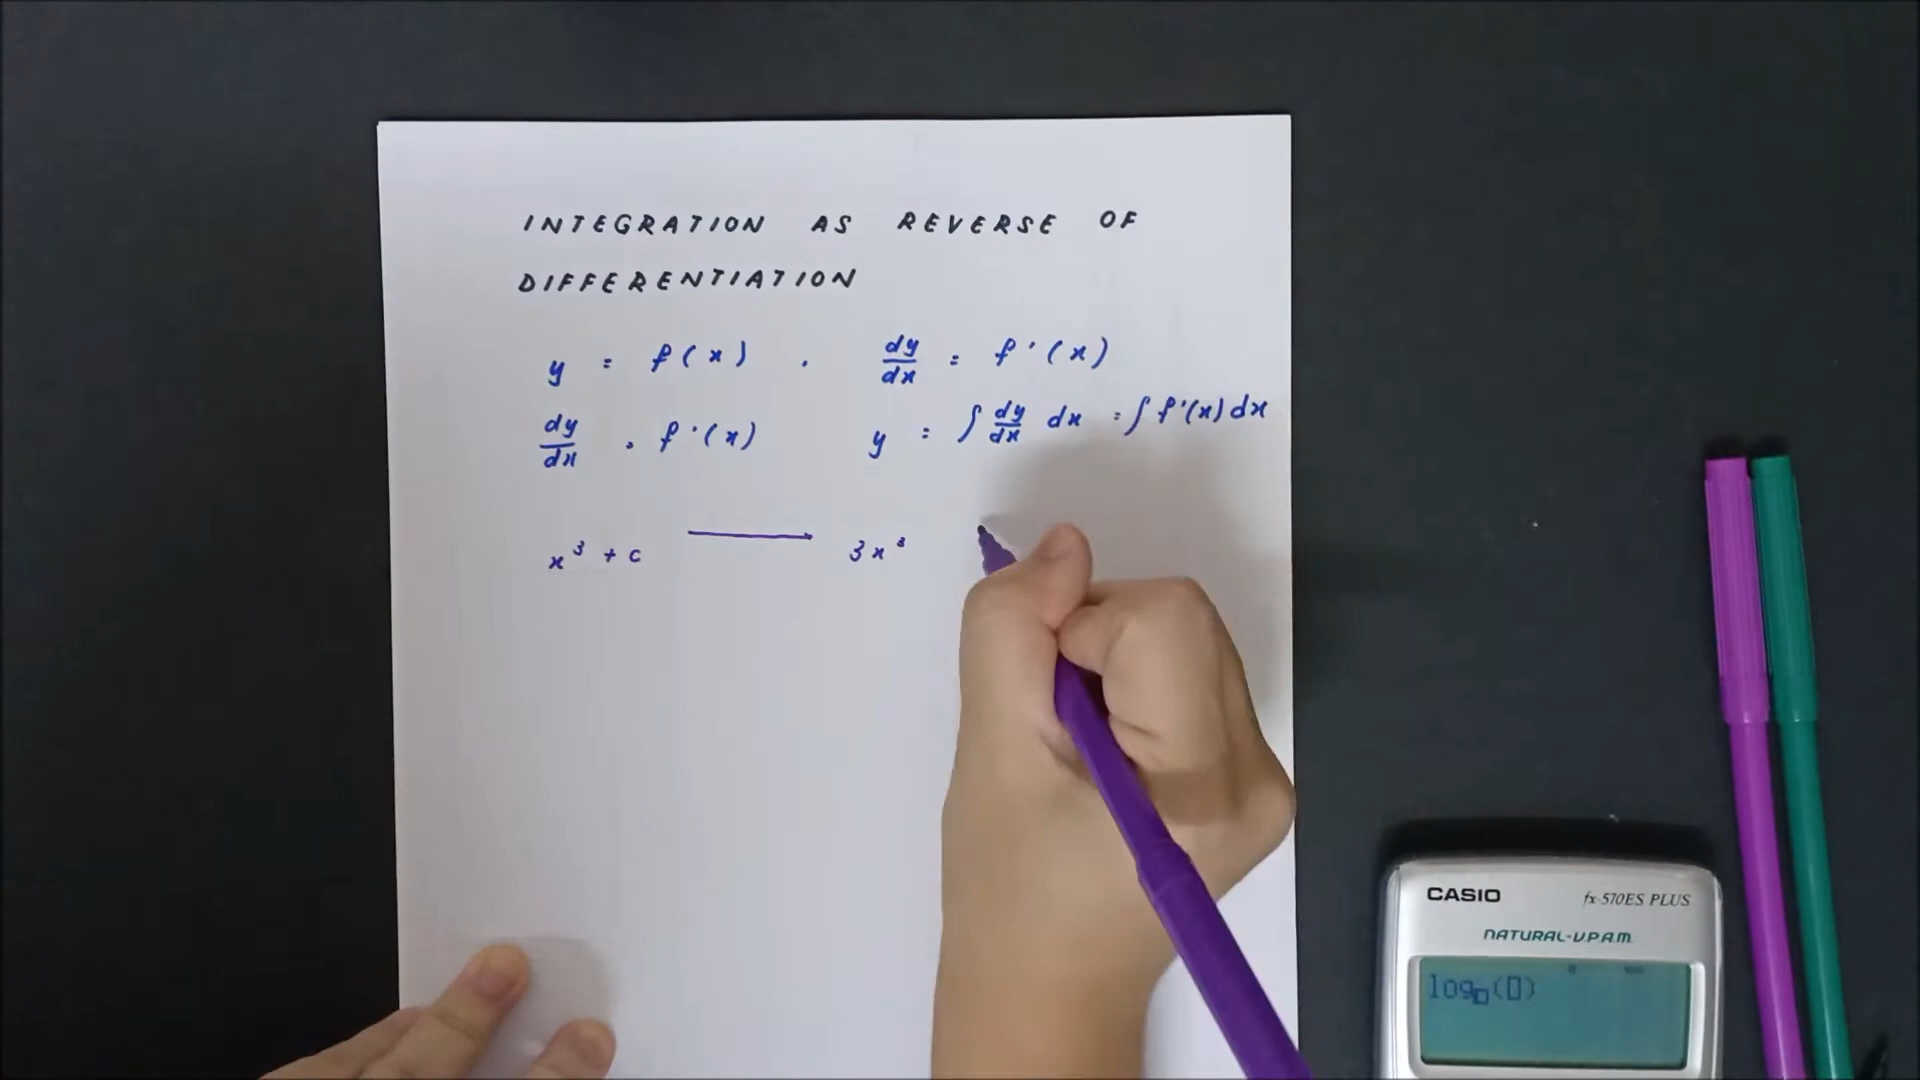 INTEGRATION AS REVERSE OF
DIFFERENTIATION
y = f(x) . dy/dx = f'(x)
dy/dx = f'(x) y = ∫ dy/dx dx = ∫ f'(x) dx
x³ + c 3x²
CASIO fx-570ES PLUS
NATURAL-V.P.A.M.
log▯(▯)